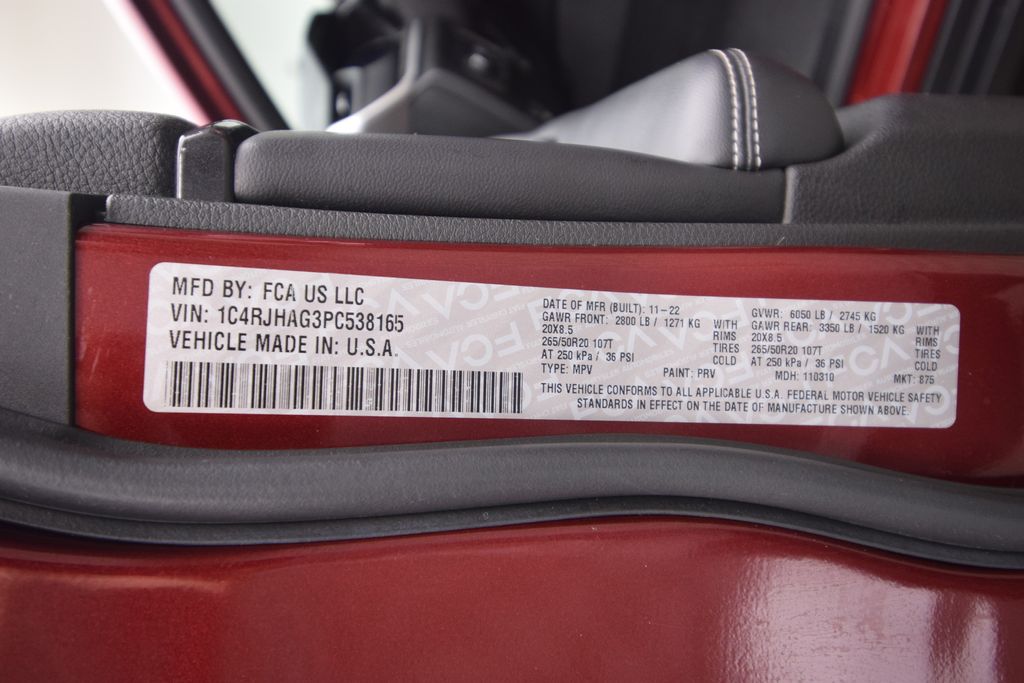 MFD BY: FCA US LLC
VIN: 1C4RJHAG3PC538165
VEHICLE MADE IN: U.S.A.
DATE OF MFR (BUILT): 11-22
GAWR FRONT: 2800 LB / 1271 KG WITH
20X8.5 RIMS
265/50R20 107T TIRES
AT 250 kPa / 36 PSI COLD
TYPE: MPV PAINT: PRV
GVWR: 6050 LB / 2745 KG
GAWR REAR: 3350 LB / 1520 KG WITH
20X8.5 RIMS
265/50R20 107T TIRES
AT 250 kPa / 36 PSI COLD
MDH: 110310 MKT: 875
THIS VEHICLE CONFORMS TO ALL APPLICABLE U.S.A. FEDERAL MOTOR VEHICLE SAFETY
STANDARDS IN EFFECT ON THE DATE OF MANUFACTURE SHOWN ABOVE.